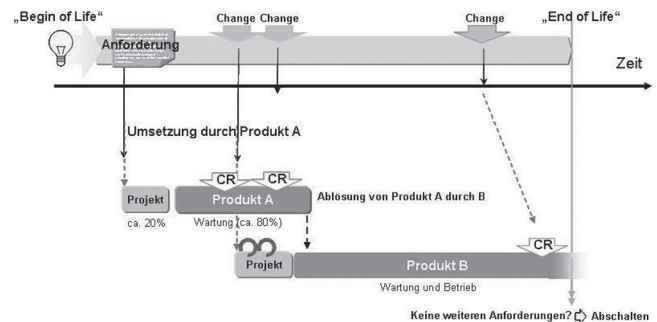 „Begin of Life“
Change
Change
Change
„End of Life“
Anforderung
Zeit
Umsetzung durch Produkt A
CR
CR
Projekt
Produkt A
Ablösung von Produkt A durch B
ca. 20%
Wartung (ca. 80%)
CR
Projekt
Produkt B
Wartung und Betrieb
Keine weiteren Anforderungen? Abschalten